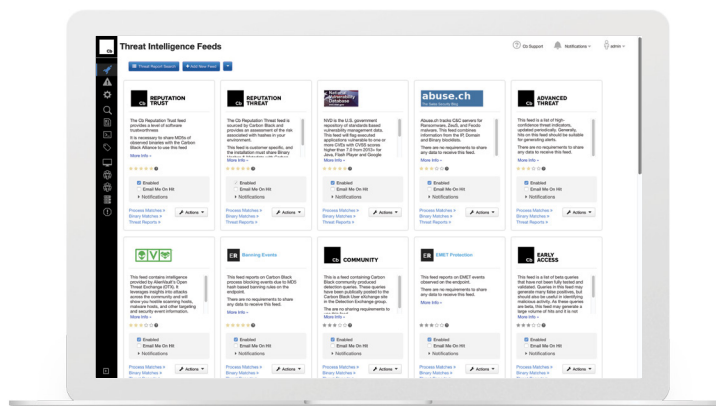 Cb
Threat Intelligence Feeds
Cb Support
Notifications
admin
Threat Report Search
+ Add New Feed
Cb REPUTATION TRUST
The Cb Reputation Trust feed
provides a level of software
trustworthiness
It is necessary to share MD5s of
observed binaries with the Carbon
Black Alliance to use this feed
More Info
Enabled
Email Me On Hit
Notifications
Process Matches »
Binary Matches »
Threat Reports »
Actions
Cb REPUTATION THREAT
The Cb Reputation Threat feed is
sourced by Carbon Black and
provides an assessment of the risk
associated with hashes in your
environment.
This feed is customer specific, and
the installation must share Binary
More Info
Enabled
Email Me On Hit
Notifications
Process Matches »
Binary Matches »
Threat Reports »
Actions
National
Vulnerability
Database
NVD is the U.S. government
repository of standards based
vulnerability management data.
This feed will flag executed
applications vulnerable to one or
more CVEs with CVSS scores
higher than 7.0 from 2010+ for
Java, Flash Player and Google
More Info
Enabled
Email Me On Hit
Notifications
Process Matches »
Binary Matches »
Threat Reports »
Actions
abuse.ch
The Swiss Security Blog
Abuse.ch tracks C&C servers for
Ransomware, ZeuS, and Feodo
malware. This feed combines
information from the IP, Domain
and Binary blocklists.
There are no requirements to share
any data to receive this feed.
More Info
Enabled
Email Me On Hit
Notifications
Process Matches »
Binary Matches »
Threat Reports »
Actions
Cb ADVANCED THREAT
This feed is a list of high-
confidence threat indicators,
updated periodically. Generally,
hits on this feed should be suitable
for generating alerts.
There are no requirements to share
any data to receive this feed.
More Info
Enabled
Email Me On Hit
Notifications
Process Matches »
Binary Matches »
Threat Reports »
Actions
This feed contains intelligence
provided by AlienVault's Open
Threat Exchange (OTX). It
leverages insights into attacks
across the community and will
show you hostile scanning hosts,
malware hosts, and other targeting
and security event information.
More Info
Enabled
Email Me On Hit
Notifications
Process Matches »
Binary Matches »
Actions
ER Banning Events
This feed reports on Carbon Black
process blocking events due to MD5
hash based banning rules on the
endpoint.
There are no requirements to share
any data to receive this feed.
More Info
Enabled
Email Me On Hit
Notifications
Process Matches »
Binary Matches »
Actions
Cb COMMUNITY
This is a feed containing Carbon
Black community produced
detection queries. These queries
have been publically posted to the
Carbon Black User eXchange site
in the Detection Exchange group.
There are no sharing requirements to
More Info
Enabled
Email Me On Hit
Notifications
Process Matches »
Binary Matches »
Actions
ER EMET Protection
This feed reports on EMET events
observed on the endpoint.
There are no requirements to share
any data to receive this feed.
More Info
Enabled
Email Me On Hit
Notifications
Process Matches »
Binary Matches »
Actions
Cb EARLY ACCESS
This feed is a list of beta queries
that have not been fully tested and
validated. Queries in this feed may
generate many false positives, but
should also be useful in identifying
malicious activity. As these queries
are beta, this feed may generate a
large volume of hits and it is not
More Info
Enabled
Email Me On Hit
Notifications
Process Matches »
Binary Matches »
Actions